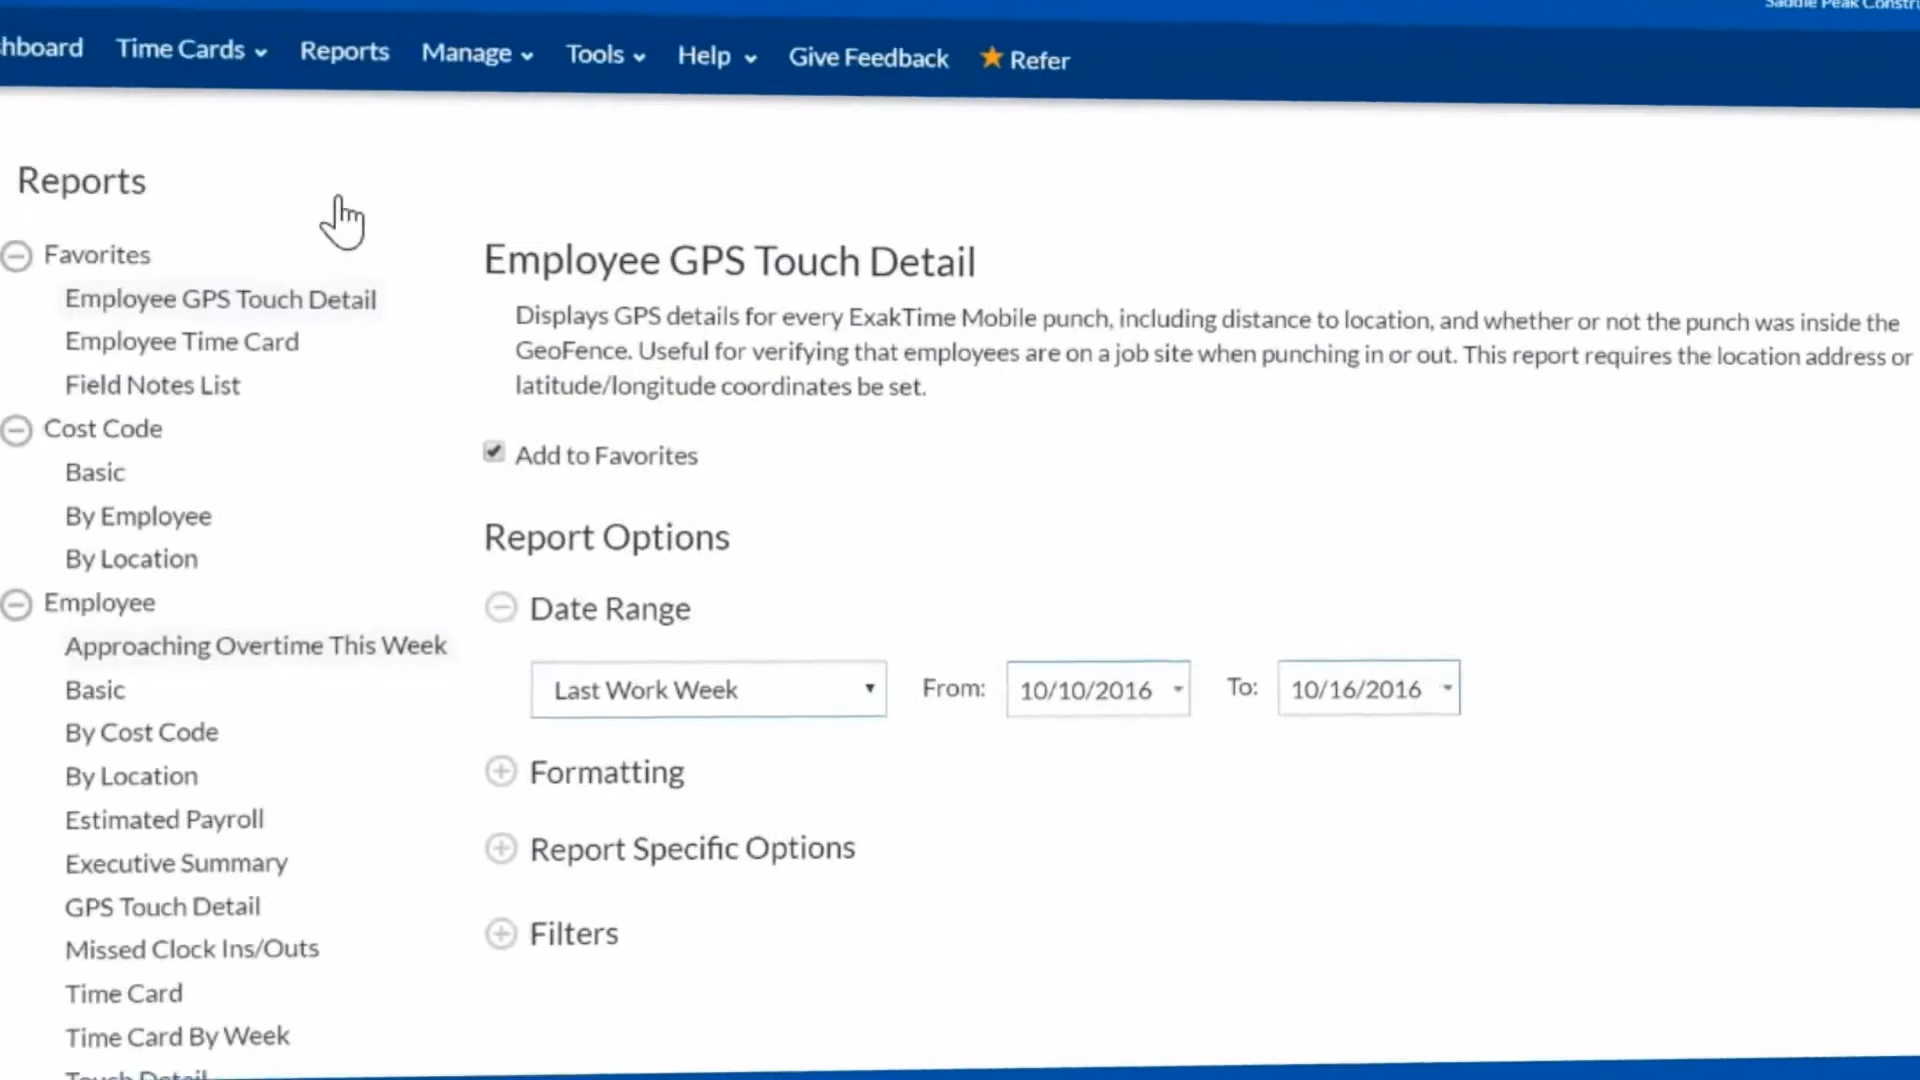 Saddle Peak Constru
hboard Time Cards Reports Manage Tools Help Give Feedback Refer
Reports
Favorites
Employee GPS Touch Detail
Employee Time Card
Field Notes List
Cost Code
Basic
By Employee
By Location
Employee
Approaching Overtime This Week
Basic
By Cost Code
By Location
Estimated Payroll
Executive Summary
GPS Touch Detail
Missed Clock Ins/Outs
Time Card
Time Card By Week
Touch Detail
Employee GPS Touch Detail
Displays GPS details for every ExakTime Mobile punch, including distance to location, and whether or not the punch was inside the
GeoFence. Useful for verifying that employees are on a job site when punching in or out. This report requires the location address or
latitude/longitude coordinates be set.
Add to Favorites
Report Options
Date Range
Last Work Week From: 10/10/2016 To: 10/16/2016
Formatting
Report Specific Options
Filters